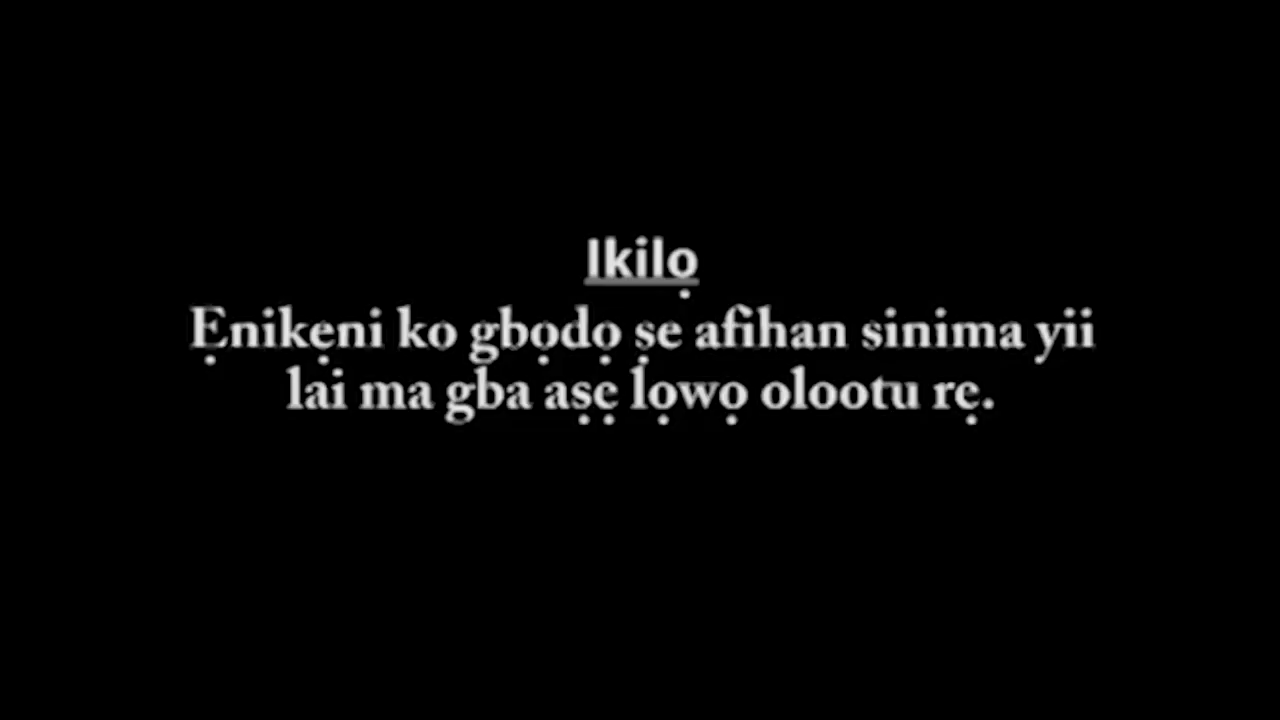 Ikilọ
Ẹnikẹni ko gbọdọ ṣe afihan sinima yii
lai ma gba aṣẹ lọwọ olootu rẹ.